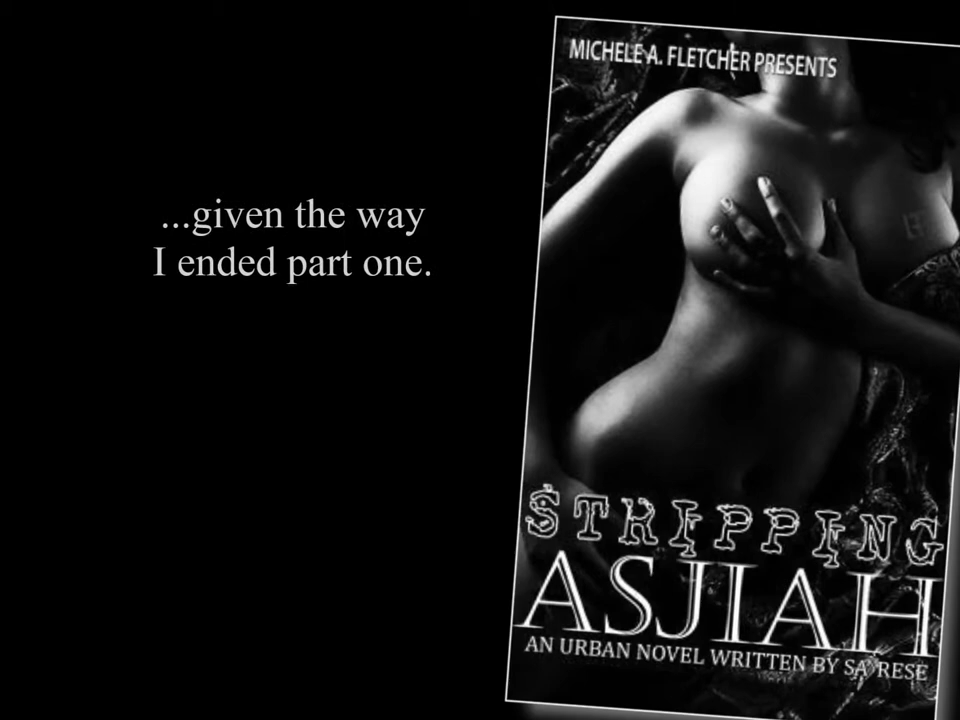 ...given the way
I ended part one.
MICHELE A. FLETCHER PRESENTS
STRIPPING
ASJIAH
AN URBAN NOVEL WRITTEN BY SA'RESE